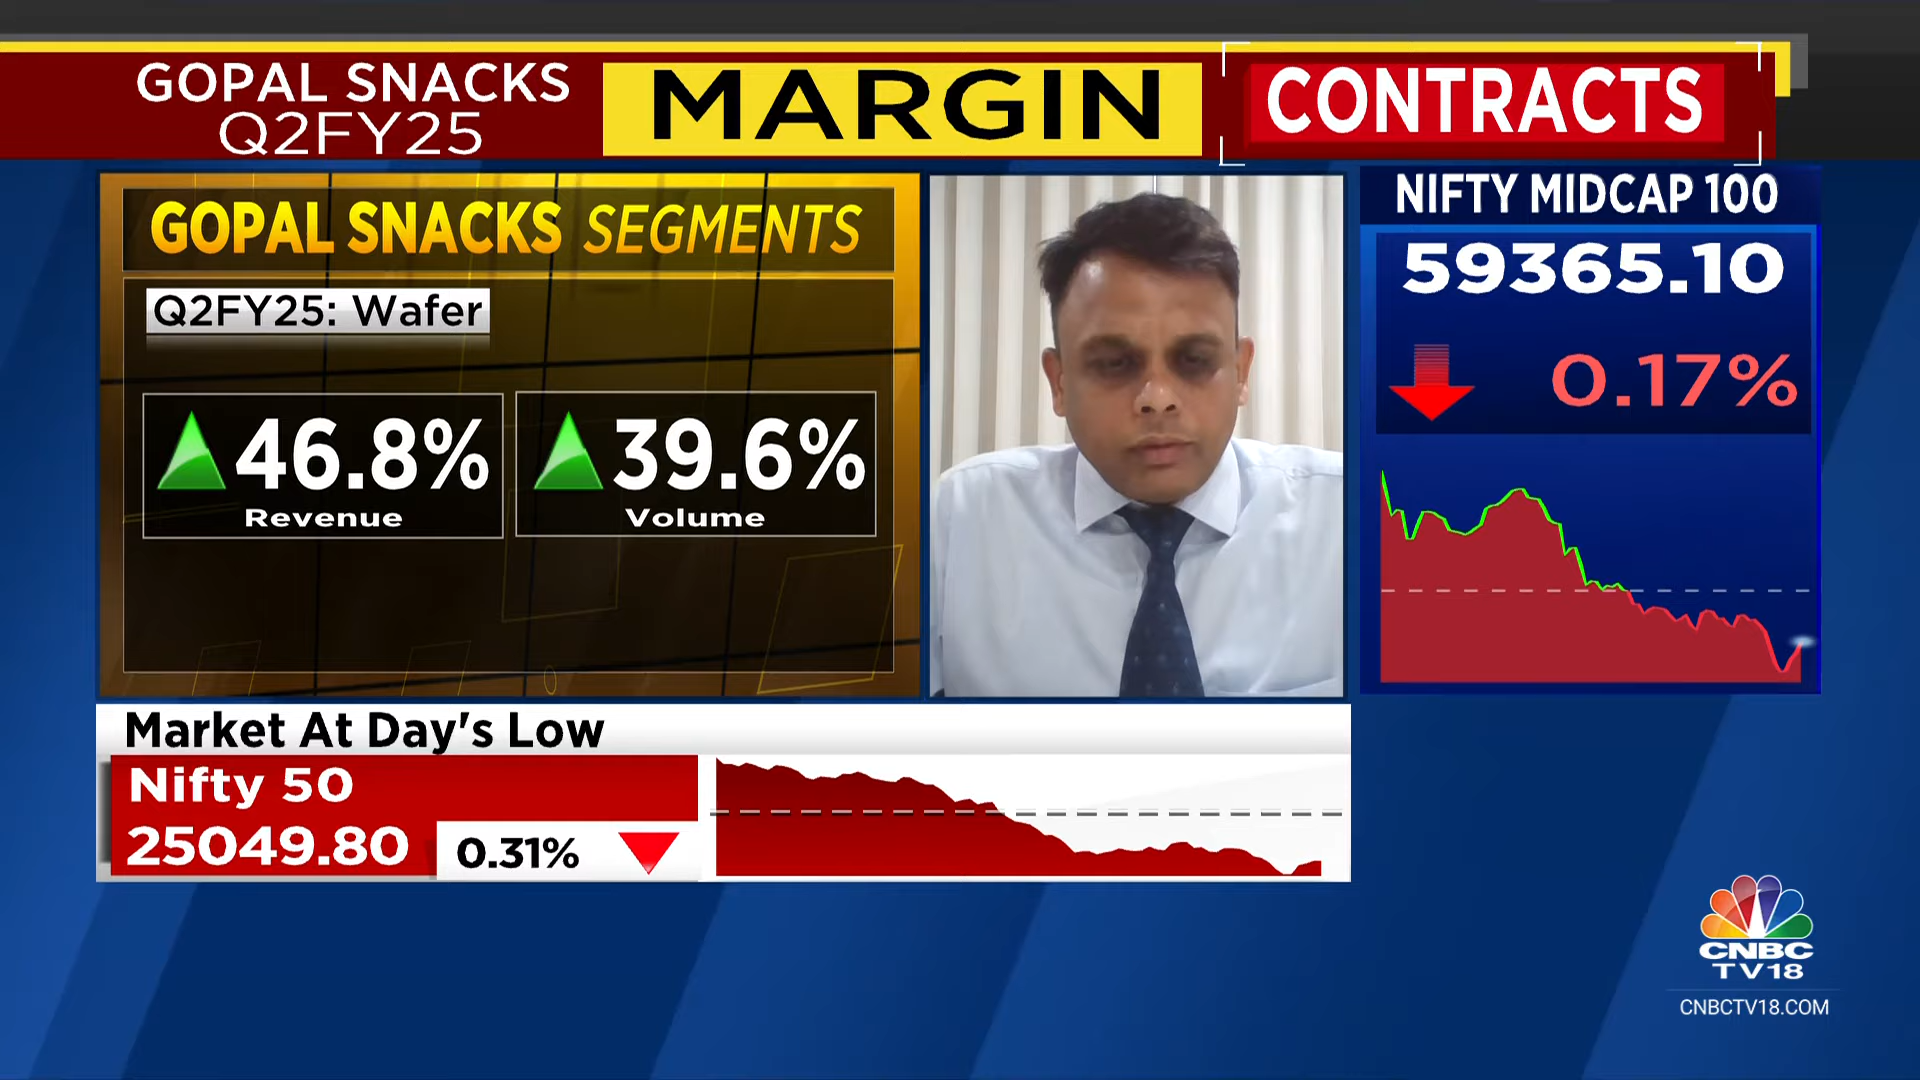 GOPAL SNACKS
Q2FY25
MARGIN
CONTRACTS
GOPAL SNACKS SEGMENTS
Q2FY25: Wafer
46.8%
Revenue
39.6%
Volume
NIFTY MIDCAP 100
59365.10
0.17%
Market At Day's Low
Nifty 50
25049.80
0.31%
CNBC
TV18
CNBCTV18.COM